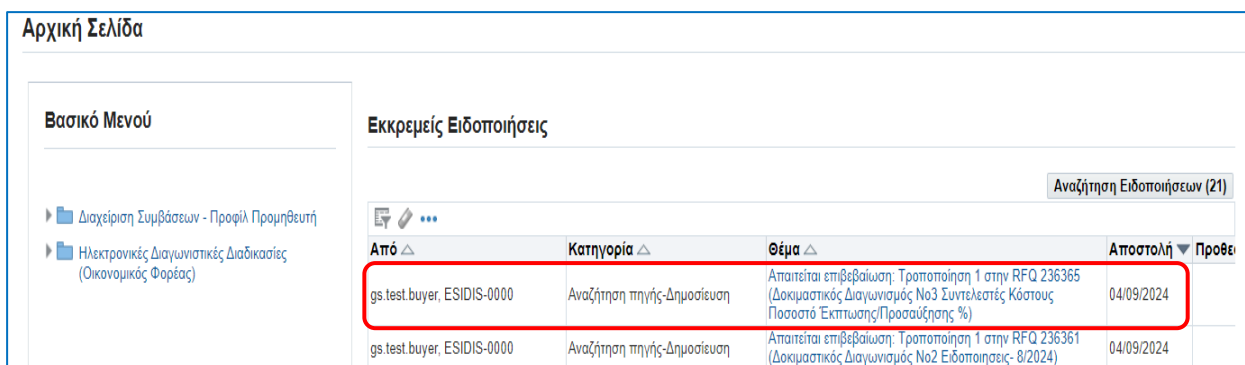 Αρχική Σελίδα
Βασικό Μενού
Διαχείριση Συμβάσεων - Προφίλ Προμηθευτή
Ηλεκτρονικές Διαγωνιστικές Διαδικασίες
(Οικονομικός Φορέας)
Εκκρεμείς Ειδοποιήσεις
Αναζήτηση Ειδοποιήσεων (21)
Από Κατηγορία Θέμα Αποστολή Προθε
gs.test.buyer, ESIDIS-0000 Αναζήτηση πηγής-Δημοσίευση Απαιτείται επιβεβαίωση: Τροποποίηση 1 στην RFQ 236365
(Δοκιμαστικός Διαγωνισμός Νο3 Συντελεστές Κόστους
Ποσοστό Έκπτωσης/Προσαύξησης %) 04/09/2024
gs.test.buyer, ESIDIS-0000 Αναζήτηση πηγής-Δημοσίευση Απαιτείται επιβεβαίωση: Τροποποίηση 1 στην RFQ 236361
(Δοκιμαστικός Διαγωνισμός Νο2 Ειδοποιησεις- 8/2024) 04/09/2024